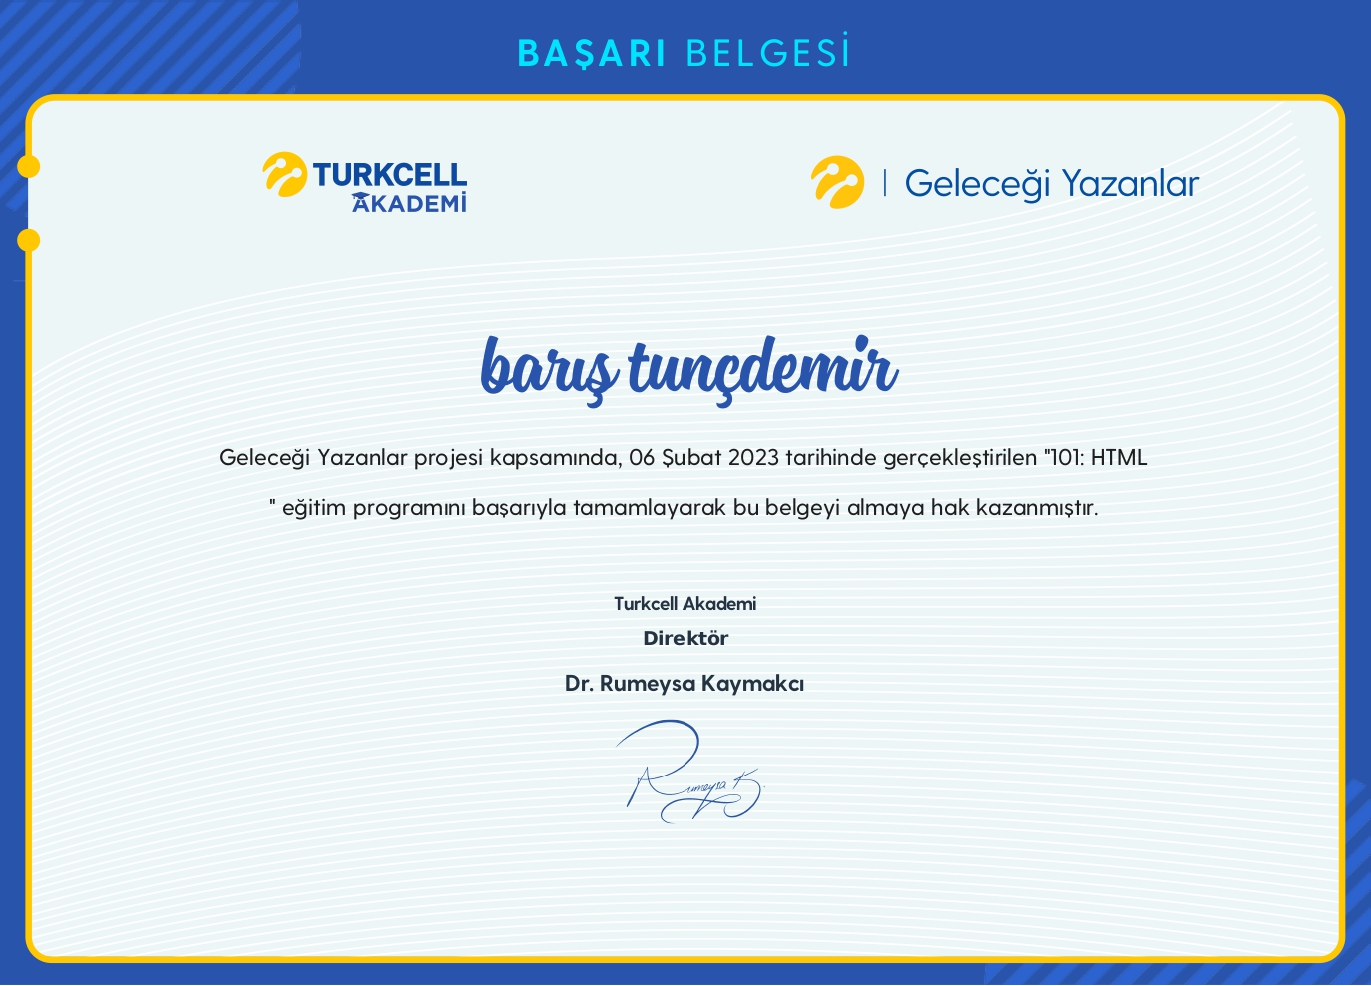 BAŞARI BELGESİ
TURKCELL
AKADEMİ
Geleceği Yazanlar
barış tunçdemir
Geleceği Yazanlar projesi kapsamında, 06 Şubat 2023 tarihinde gerçekleştirilen "101: HTML
" eğitim programını başarıyla tamamlayarak bu belgeyi almaya hak kazanmıştır.
Turkcell Akademi
Direktör
Dr. Rumeysa Kaymakcı
Rumeysa K.